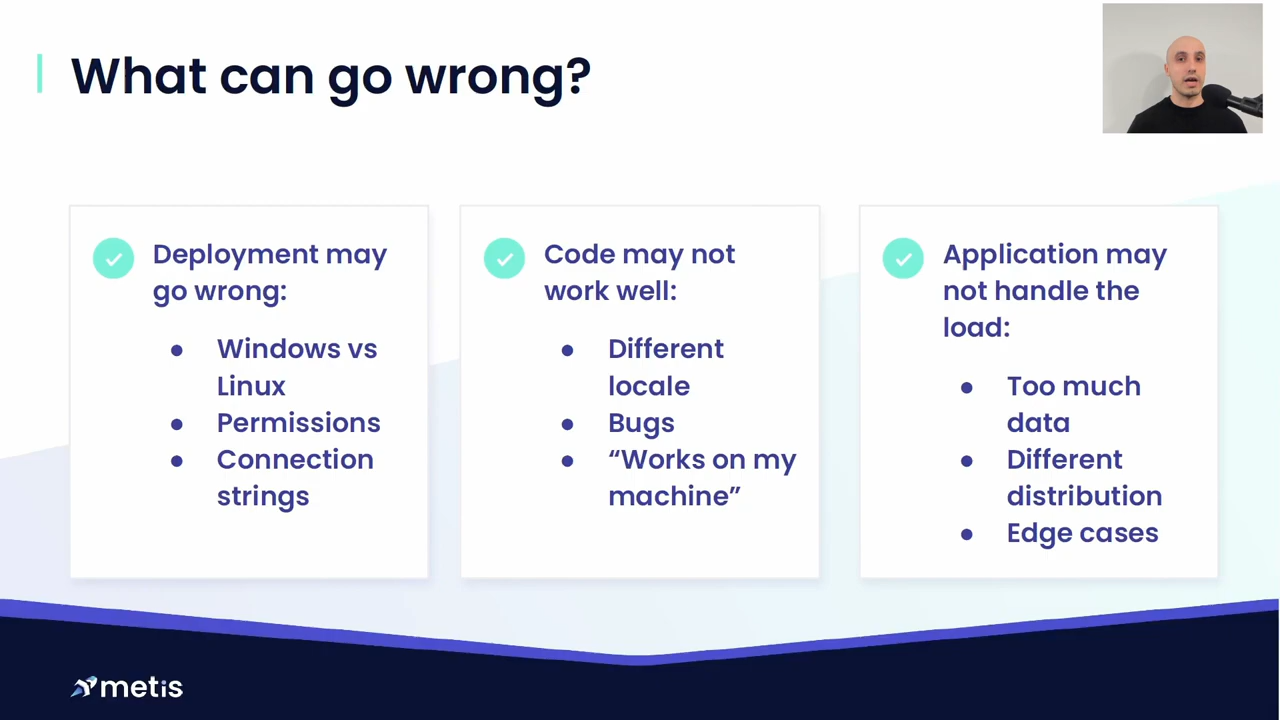 What can go wrong?
Deployment may
go wrong:
● Windows vs
Linux
● Permissions
● Connection
strings
Code may not
work well:
● Different
locale
● Bugs
● “Works on my
machine”
Application may
not handle the
load:
● Too much
data
● Different
distribution
● Edge cases
metis